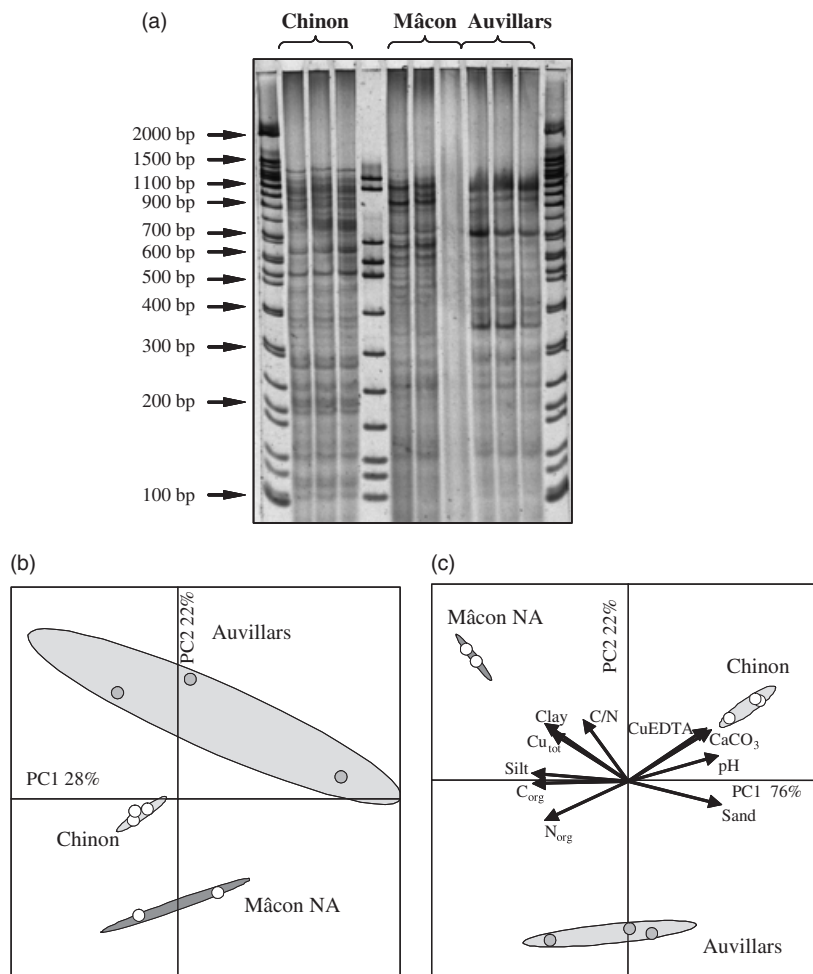 (a)
Chinon Mâcon Auvillars
2000 bp
1500 bp
1100 bp
900 bp
700 bp
600 bp
500 bp
400 bp
300 bp
200 bp
100 bp
(b)
Auvillars
PC2 22%
PC1 28%
Chinon
Mâcon NA
(c)
Mâcon NA
PC2 22%
Chinon
Clay
C/N
CuEDTA
CaCO3
Cutot
pH
Silt
Corg
PC1 76%
Sand
Norg
Auvillars